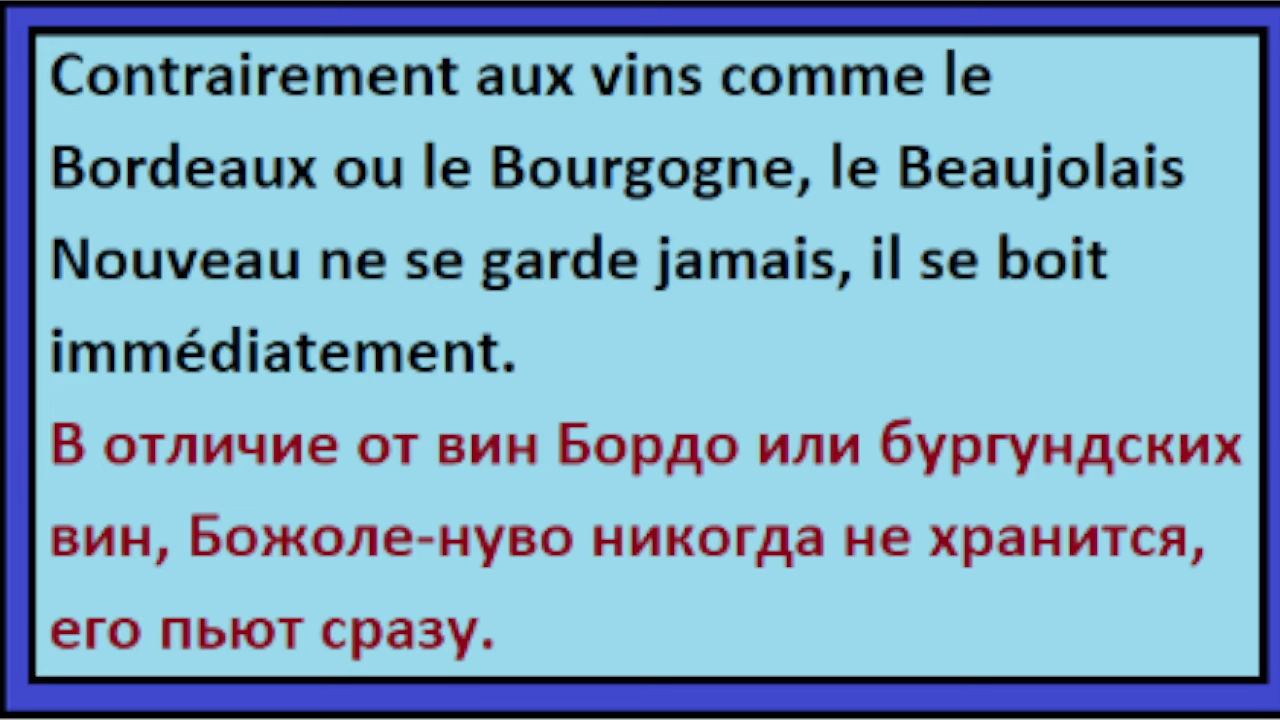 Contrairement aux vins comme le
Bordeaux ou le Bourgogne, le Beaujolais
Nouveau ne se garde jamais, il se boit
immédiatement.
В отличие от вин Бордо или бургундских
вин, Божоле-нуво никогда не хранится,
его пьют сразу.